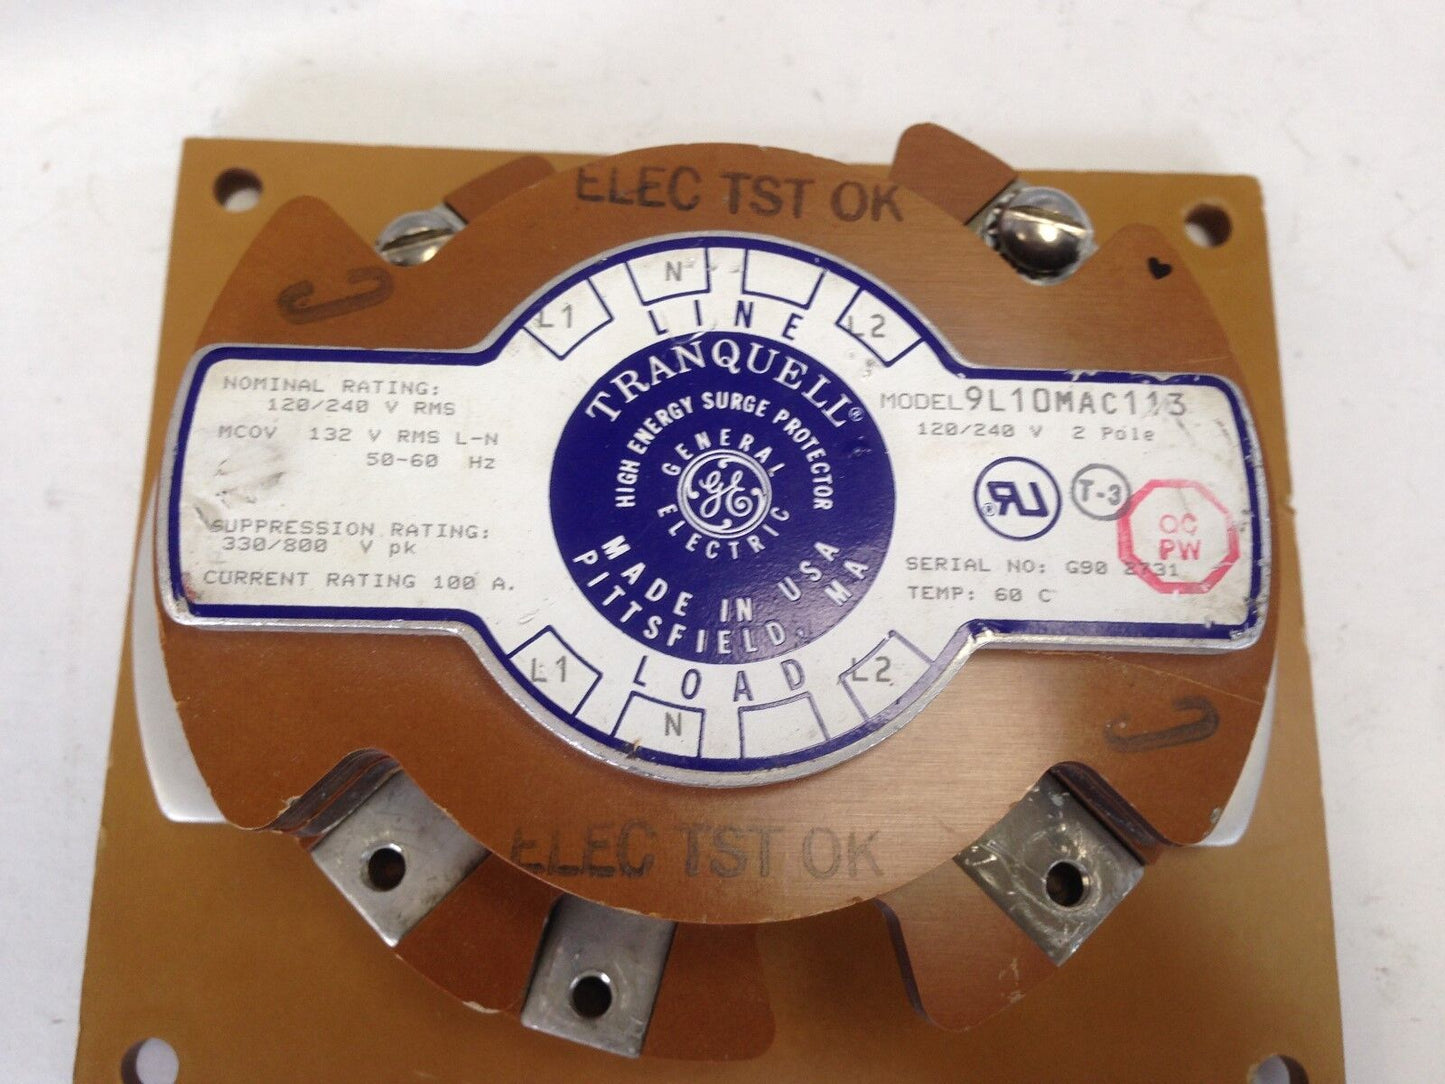 ELEC TST OK
L1
N
L2
LINE
TRANQUELL®
HIGH ENERGY SURGE PROTECTOR
GENERAL
GE
ELECTRIC
MADE IN USA
PITTSFIELD, MA
LOAD
L1
N
L2
NOMINAL RATING:
120/240 V RMS
MCOV 132 V RMS L-N
50-60 Hz
SUPPRESSION RATING:
330/800 V pk
CURRENT RATING 100 A.
MODEL 9L10MAC113
120/240 V 2 Pole
UR®
T-3
QC
PW
SERIAL NO: G90 2731
TEMP: 60 C
ELEC TST OK